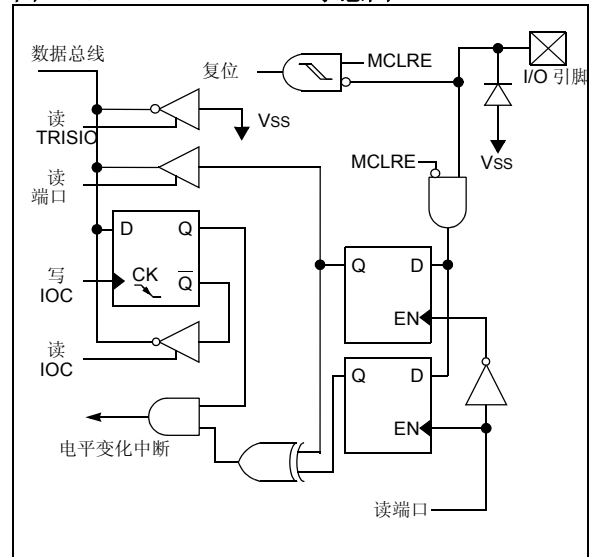 数据总线
复位
MCLRE
I/O 引脚
读
TRISIO
VSS
VSS
读
端口
MCLRE
D Q
写
IOC
CK
Q
Q D
EN
读
IOC
Q D
EN
电平变化中断
读端口